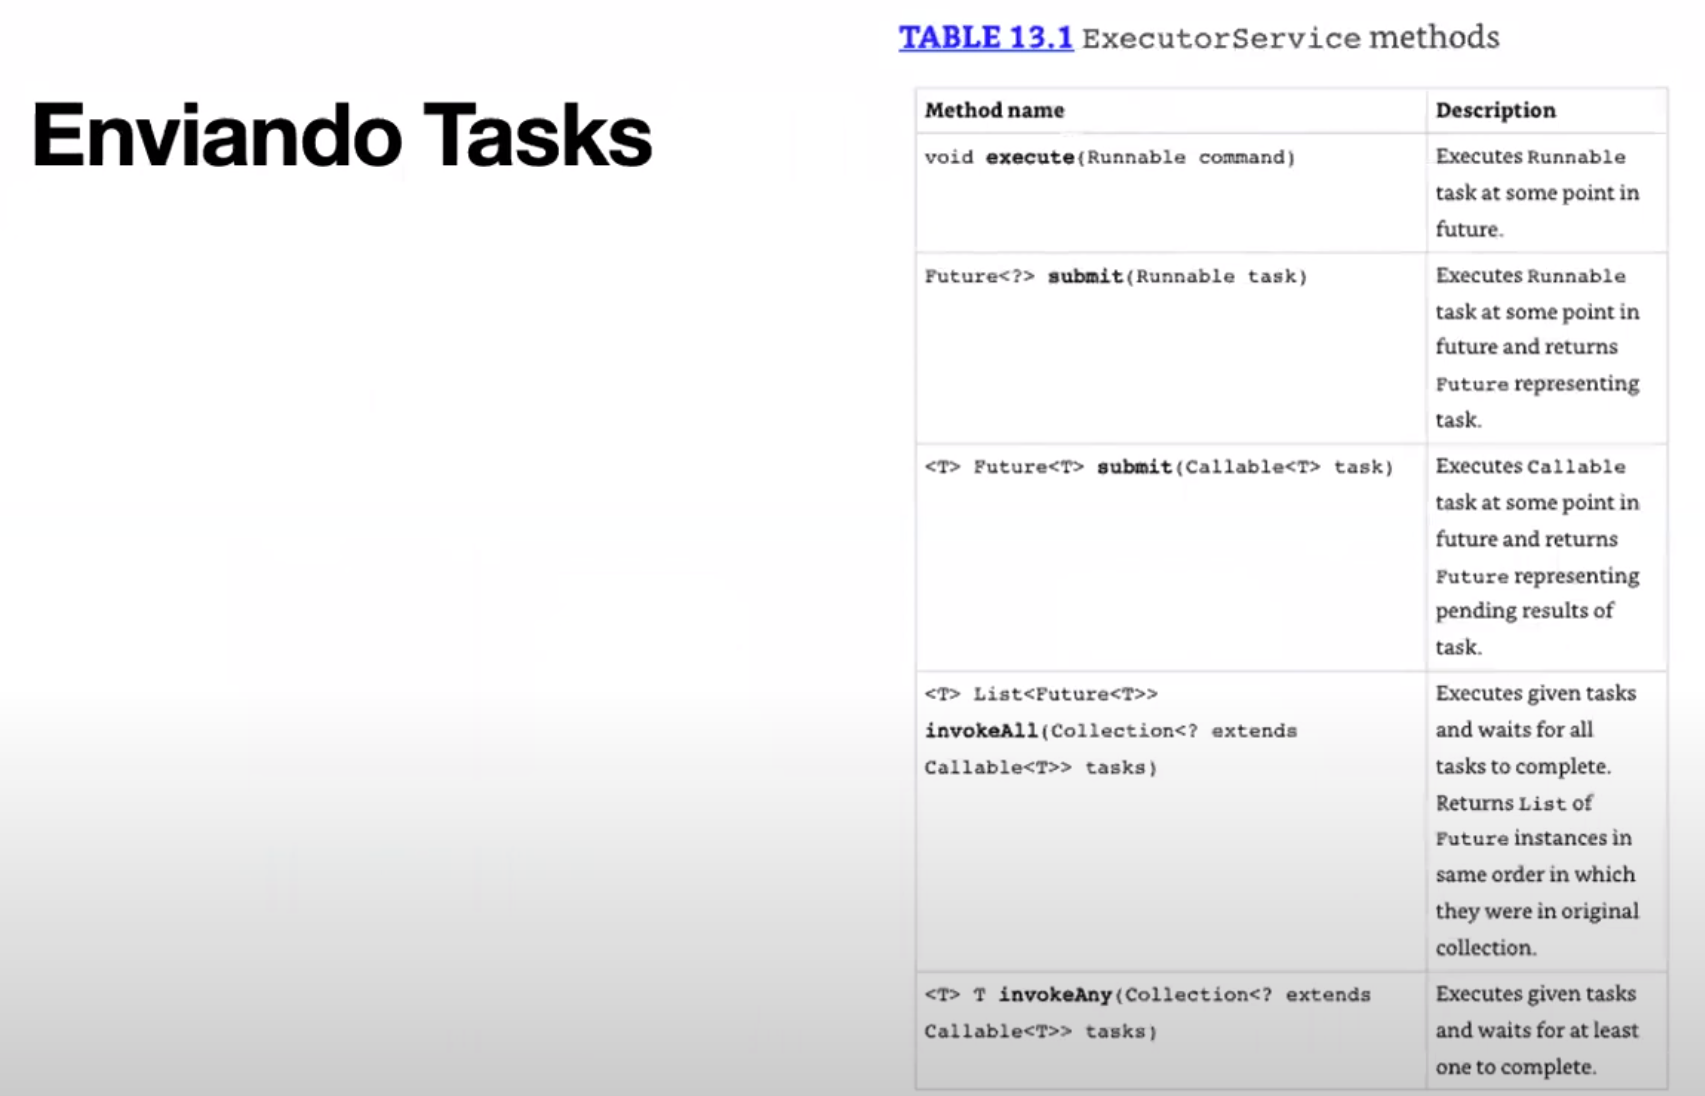 Enviando Tasks
TABLE 13.1 ExecutorService methods
Method name
Description
void execute(Runnable command)
Executes Runnable
task at some point in
future.
Future<?> submit(Runnable task)
Executes Runnable
task at some point in
future and returns
Future representing
task.
<T> Future<T> submit(Callable<T> task)
Executes Callable
task at some point in
future and returns
Future representing
pending results of
task.
<T> List<Future<T>>
invokeAll(Collection<? extends
Callable<T>> tasks)
Executes given tasks
and waits for all
tasks to complete.
Returns List of
Future instances in
same order in which
they were in original
collection.
<T> T invokeAny(Collection<? extends
Callable<T>> tasks)
Executes given tasks
and waits for at least
one to complete.